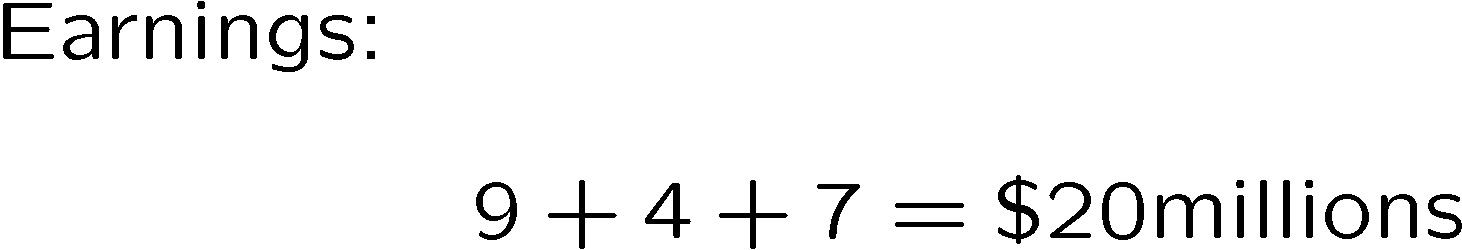 Earnings:
9 + 4 + 7 = $20millions